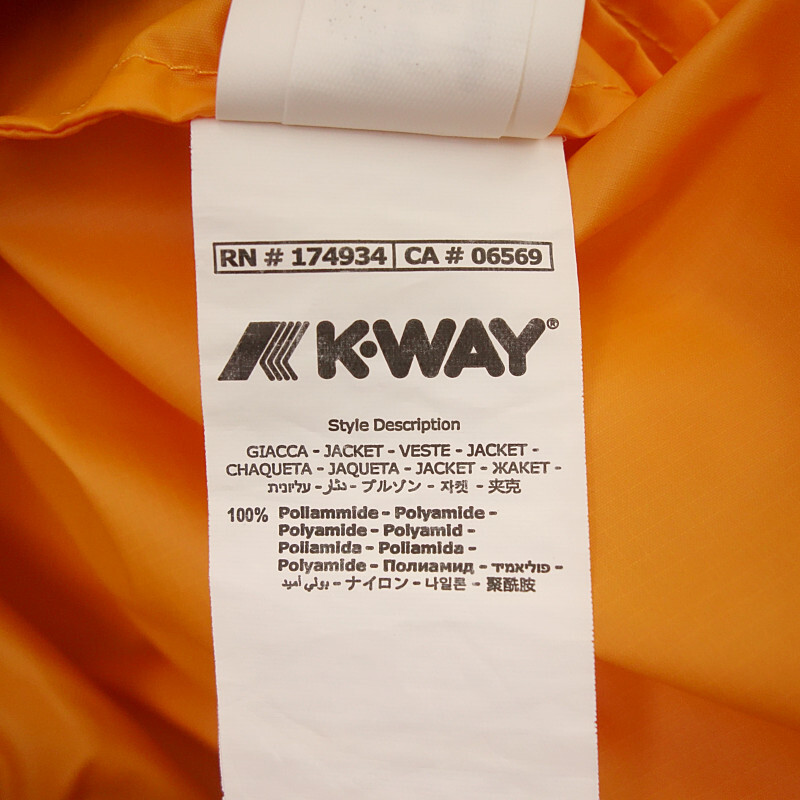 RN # 174934 CA # 06569
K·WAY®
Style Description
GIACCA - JACKET - VESTE - JACKET -
CHAQUETA - JAQUETA - JACKET - ЖАКЕТ -
עליונית - دثار - ブルゾン - 자켓 - 夹克
100% Poliammide - Polyamide -
Polyamide - Polyamid -
Poliamida - Poliamida -
Polyamide - Полиамид - פוליאמיד -
بولي أميد - ナイロン - 나일론 - 聚酰胺